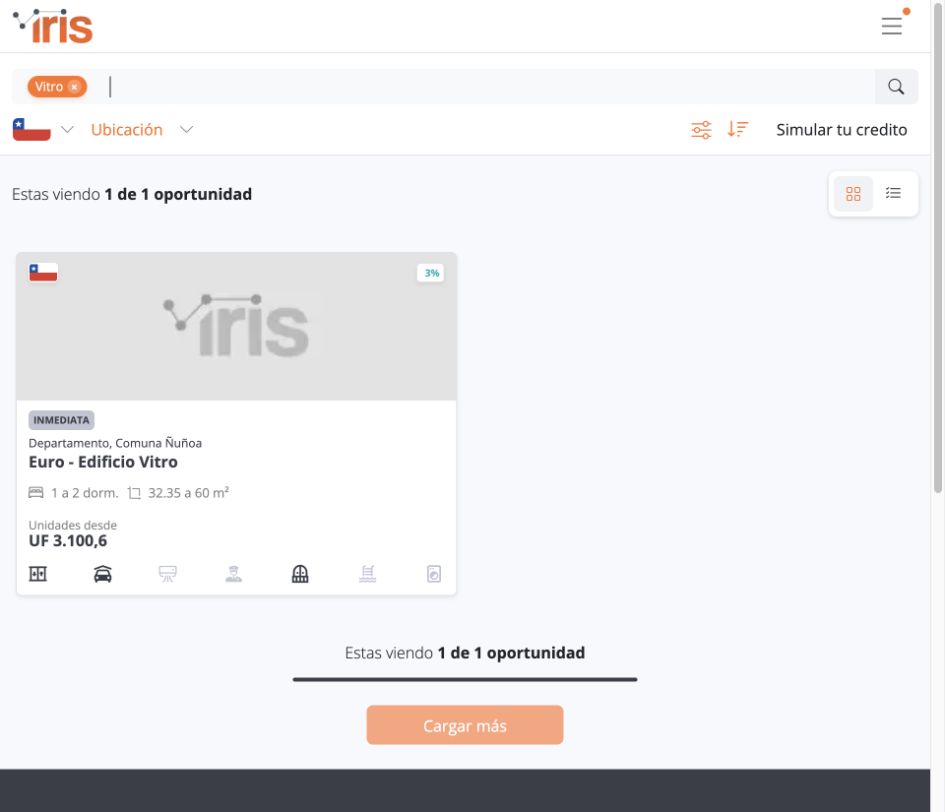 iris
Vitro
Ubicación
Simular tu credito
Estas viendo 1 de 1 oportunidad
3%
iris
INMEDIATA
Departamento, Comuna Ñuñoa
Euro - Edificio Vitro
1 a 2 dorm. 32.35 a 60 m²
Unidades desde
UF 3.100,6
Estas viendo 1 de 1 oportunidad
Cargar más